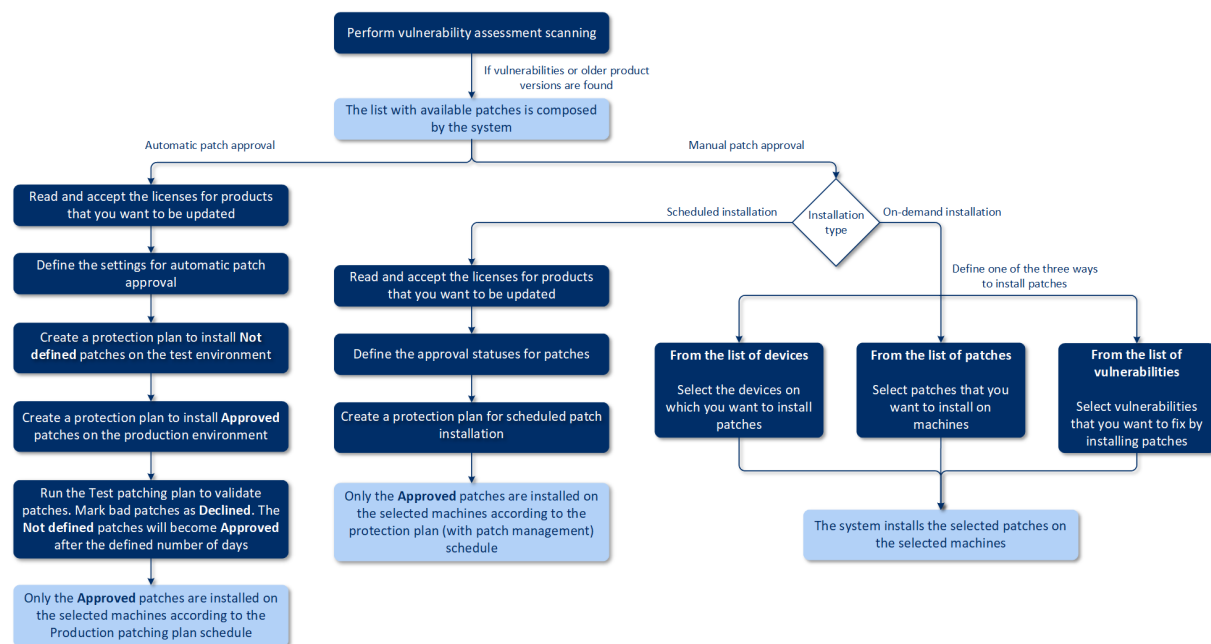 Perform vulnerability assessment scanning
If vulnerabilities or older product
versions are found
The list with available patches is composed
by the system
Automatic patch approval
Manual patch approval
Read and accept the licenses for products
that you want to be updated
Define the settings for automatic patch
approval
Create a protection plan to install Not
defined patches on the test environment
Create a protection plan to install Approved
patches on the production environment
Run the Test patching plan to validate
patches. Mark bad patches as Declined. The
Not defined patches will become Approved
after the defined number of days
Only the Approved patches are installed on
the selected machines according to the
Production patching plan schedule
Installation
type
Scheduled installation
On-demand installation
Read and accept the licenses for products
that you want to be updated
Define the approval statuses for patches
Create a protection plan for scheduled patch
installation
Only the Approved patches are installed on
the selected machines according to the
protection plan (with patch management)
schedule
Define one of the three ways
to install patches
From the list of devices
Select the devices on
which you want to install
patches
From the list of patches
Select patches that you
want to install on
machines
From the list of
vulnerabilities
Select vulnerabilities
that you want to fix by
installing patches
The system installs the selected patches on
the selected machines